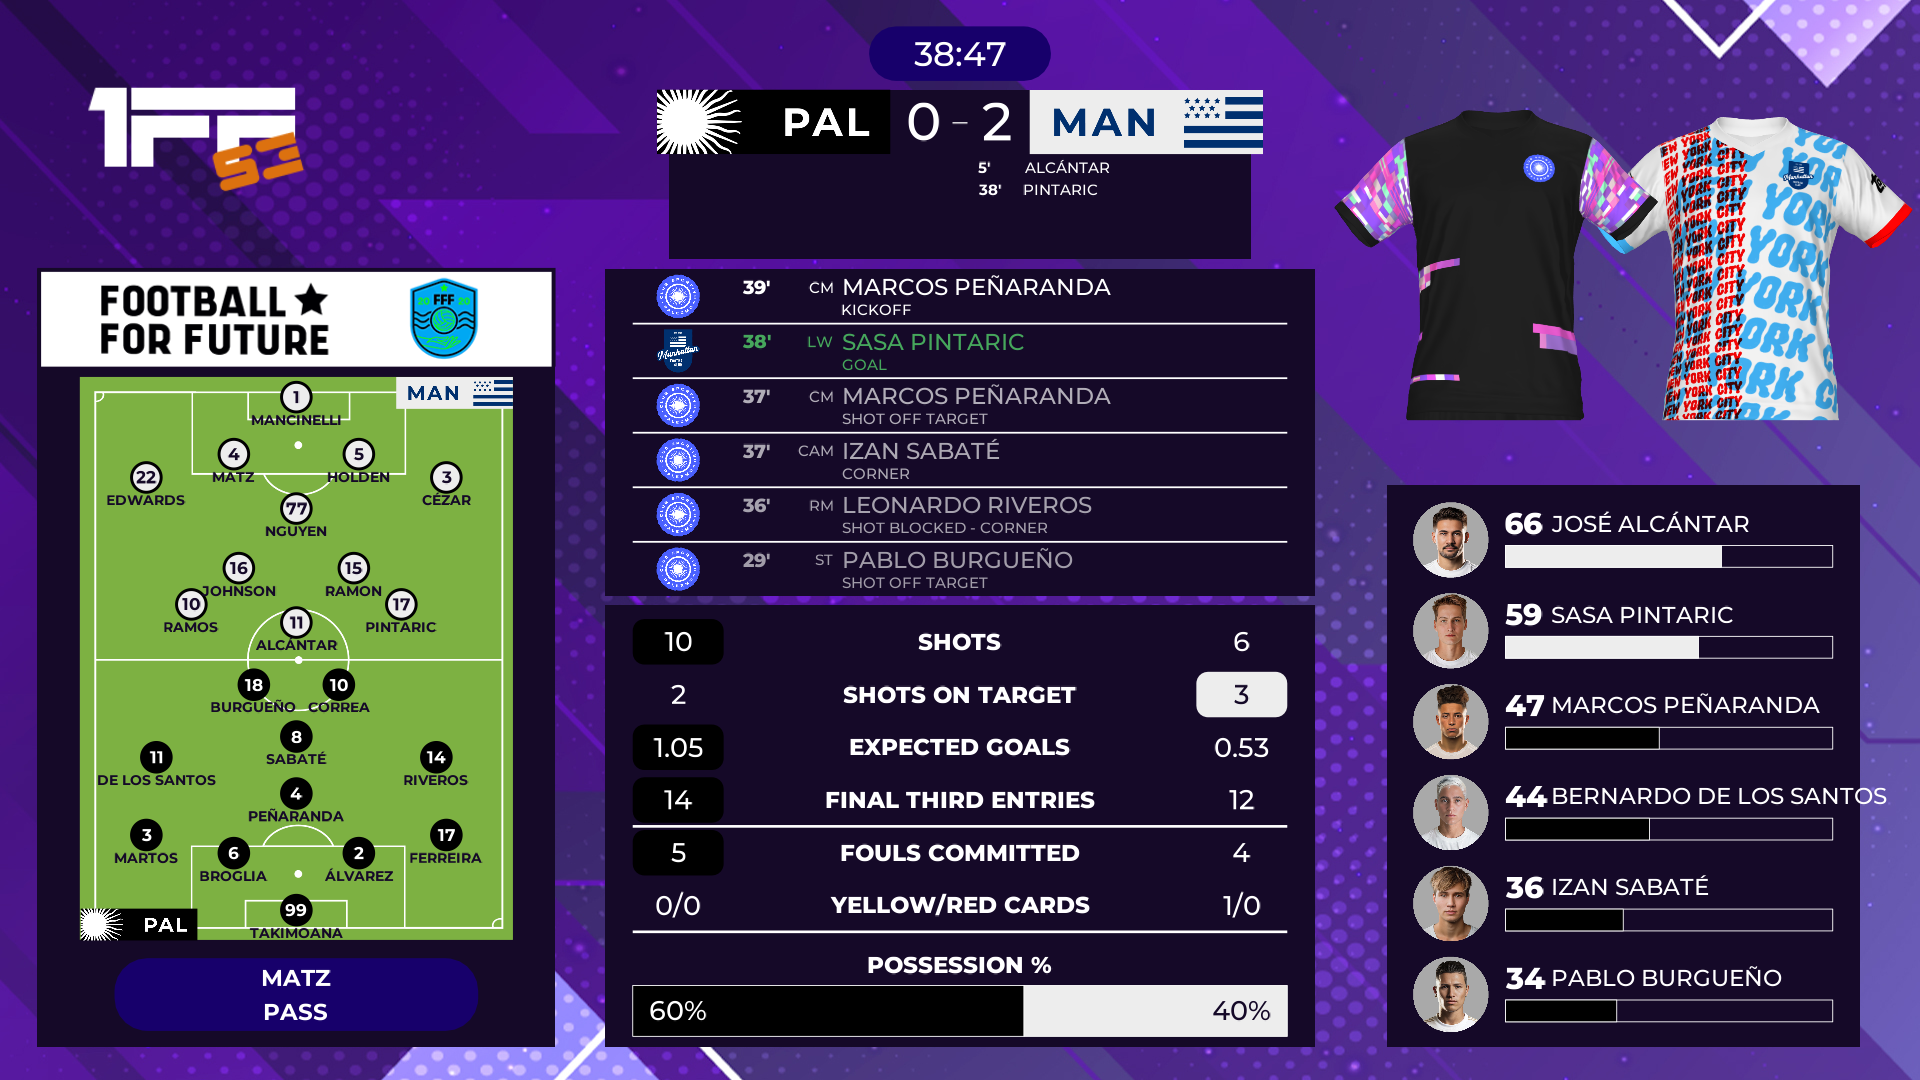 38:47
1FFF
S3
PAL 0 - 2 MAN
5' ALCÁNTAR
38' PINTARIC
FOOTBALL
FOR FUTURE
20 FFF 20
MAN
1
MANCINELLI
4
MATZ
5
HOLDEN
22
EDWARDS
3
CÉZAR
77
NGUYEN
16
JOHNSON
15
RAMON
10
RAMOS
17
PINTARIC
11
ALCÁNTAR
18
BURGUEÑO
10
CORREA
8
SABATÉ
11
DE LOS SANTOS
14
RIVEROS
4
PEÑARANDA
3
MARTOS
6
BROGLIA
2
ÁLVAREZ
17
FERREIRA
99
TAKIMOANA
PAL
MATZ
PASS
39' CM MARCOS PEÑARANDA
KICKOFF
Manhattan
38' LW SASA PINTARIC
GOAL
37' CM MARCOS PEÑARANDA
SHOT OFF TARGET
37' CAM IZAN SABATÉ
CORNER
36' RM LEONARDO RIVEROS
SHOT BLOCKED - CORNER
29' ST PABLO BURGUEÑO
SHOT OFF TARGET
10 SHOTS 6
2 SHOTS ON TARGET 3
1.05 EXPECTED GOALS 0.53
14 FINAL THIRD ENTRIES 12
5 FOULS COMMITTED 4
0/0 YELLOW/RED CARDS 1/0
POSSESSION %
60% 40%
NEW YORK CITY
YORK
Manhattan
66 JOSÉ ALCÁNTAR
59 SASA PINTARIC
47 MARCOS PEÑARANDA
44 BERNARDO DE LOS SANTOS
36 IZAN SABATÉ
34 PABLO BURGUEÑO